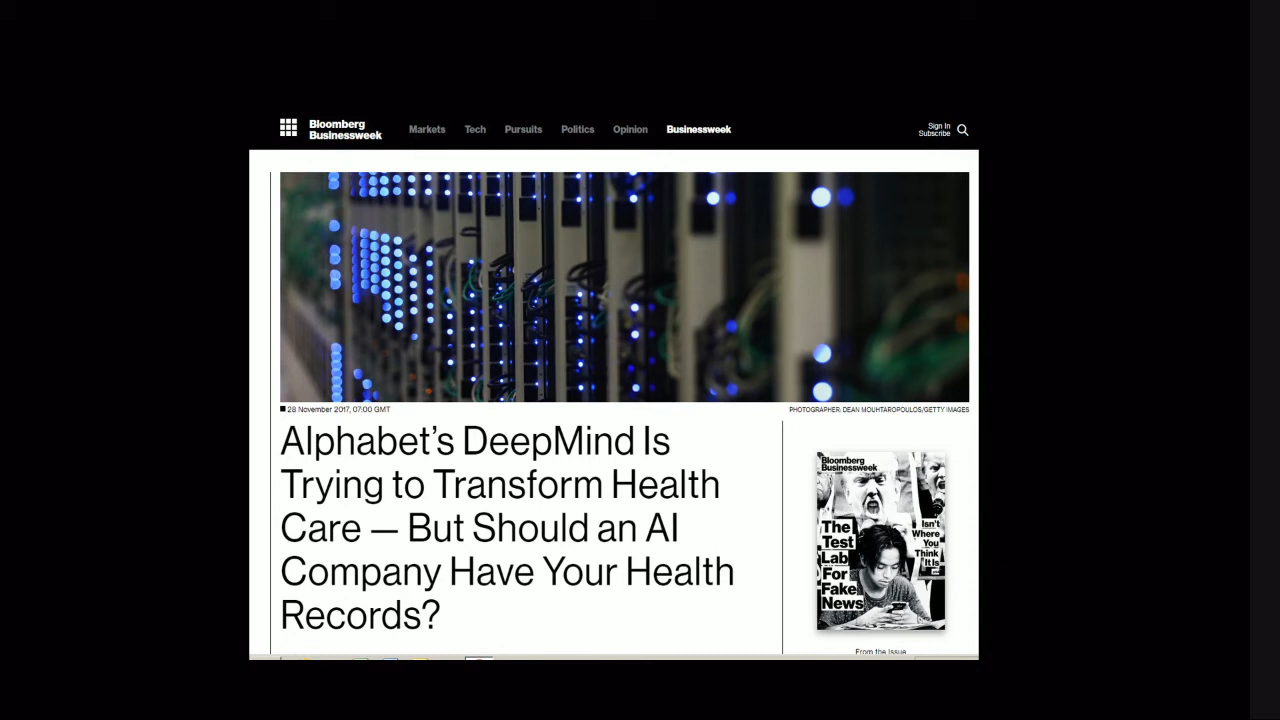 Bloomberg
Businessweek
Markets
Tech
Pursuits
Politics
Opinion
Businessweek
Sign In
Subscribe
28 November 2017, 07:00 GMT
PHOTOGRAPHER: DEAN MOUHTAROPOULOS/GETTY IMAGES
Alphabet’s DeepMind Is
Trying to Transform Health
Care — But Should an AI
Company Have Your Health
Records?
Bloomberg
Businessweek
The
Test
Lab
For
Fake
News
Isn't
Where
You
Think
It Is
From the Issue